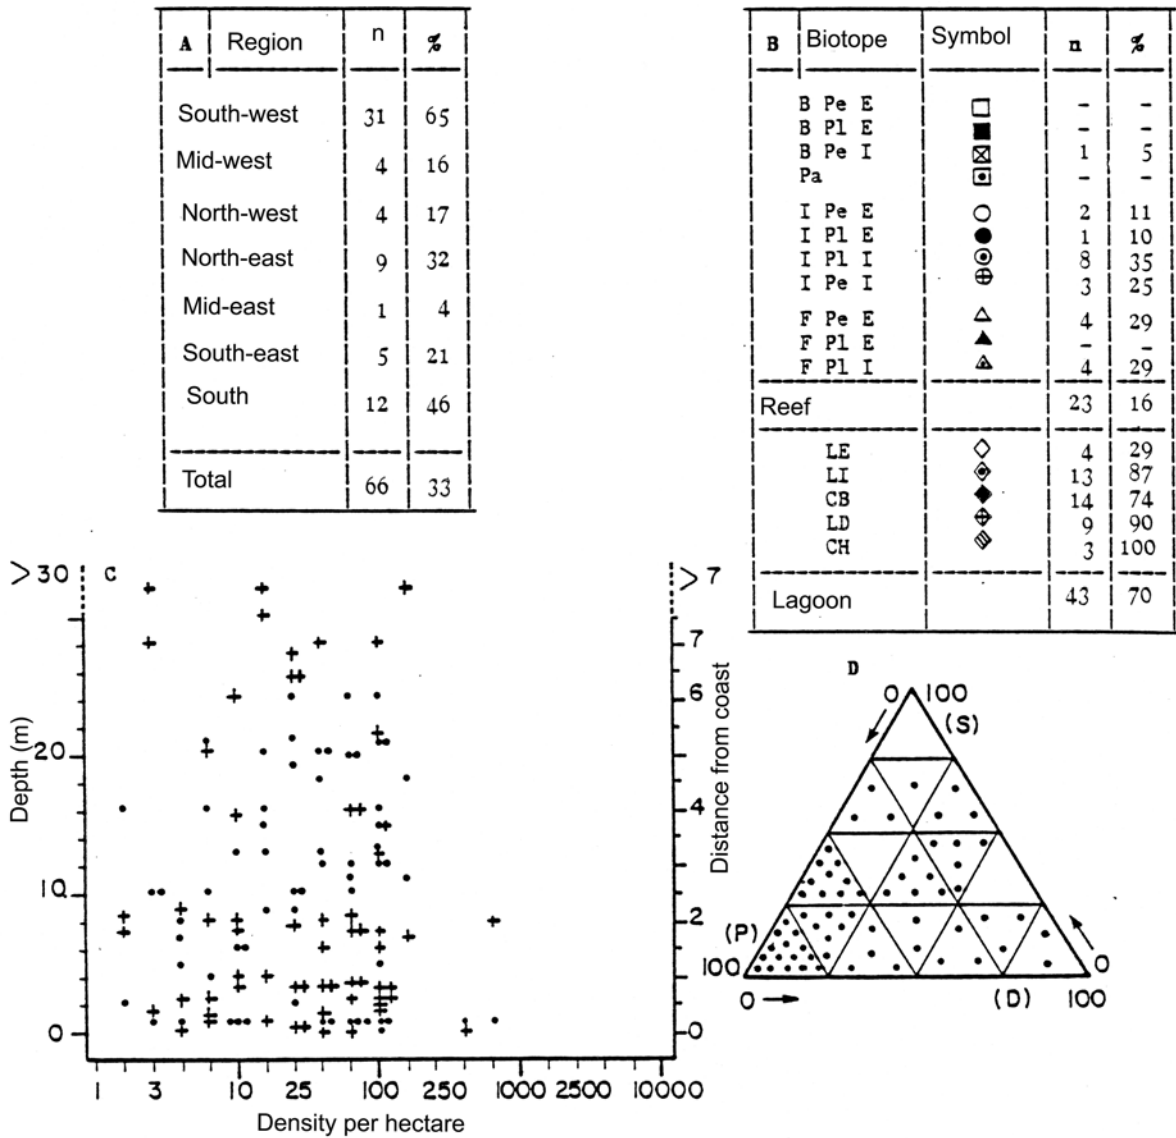 A Region n %
South-west 31 65
Mid-west 4 16
North-west 4 17
North-east 9 32
Mid-east 1 4
South-east 5 21
South 12 46
Total 66 33
B Biotope Symbol n %
B Pe E - -
B Pl E - -
B Pe I 1 5
Pa - -
I Pe E 2 11
I Pl E 1 10
I Pl I 8 35
I Pe I 3 25
F Pe E 4 29
F Pl E - -
F Pl I 4 29
Reef 23 16
LE 4 29
LI 13 87
CB 14 74
LD 9 90
CH 3 100
Lagoon 43 70
C
>30
20
10
0
Depth (m)
>7
7
6
4
2
0
Distance from coast
1 3 10 25 100 250 1000 2500 10000
Density per hectare
D
0 100
(S)
(P)
100 0
0 (D) 100